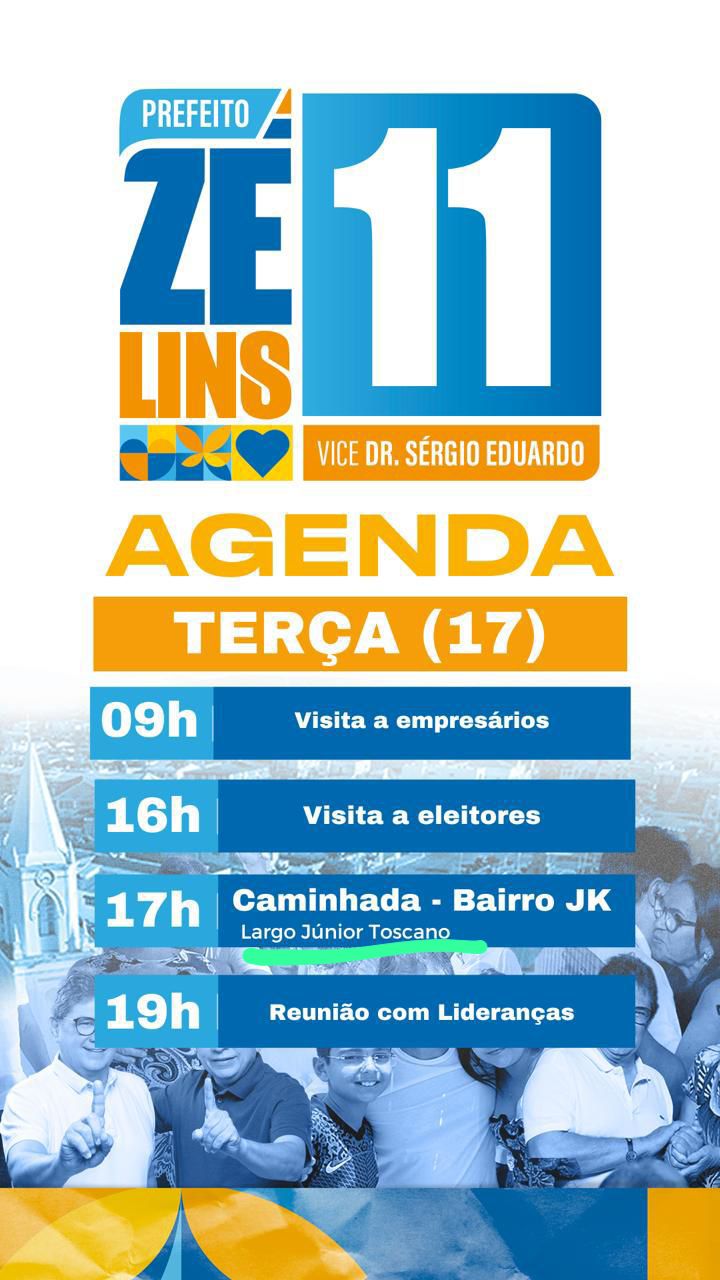 PREFEITO
ZÉ
LINS
11
VICE DR. SÉRGIO EDUARDO
AGENDA
TERÇA (17)
09h Visita a empresários
16h Visita a eleitores
17h Caminhada - Bairro JK
Largo Júnior Toscano
19h Reunião com Lideranças